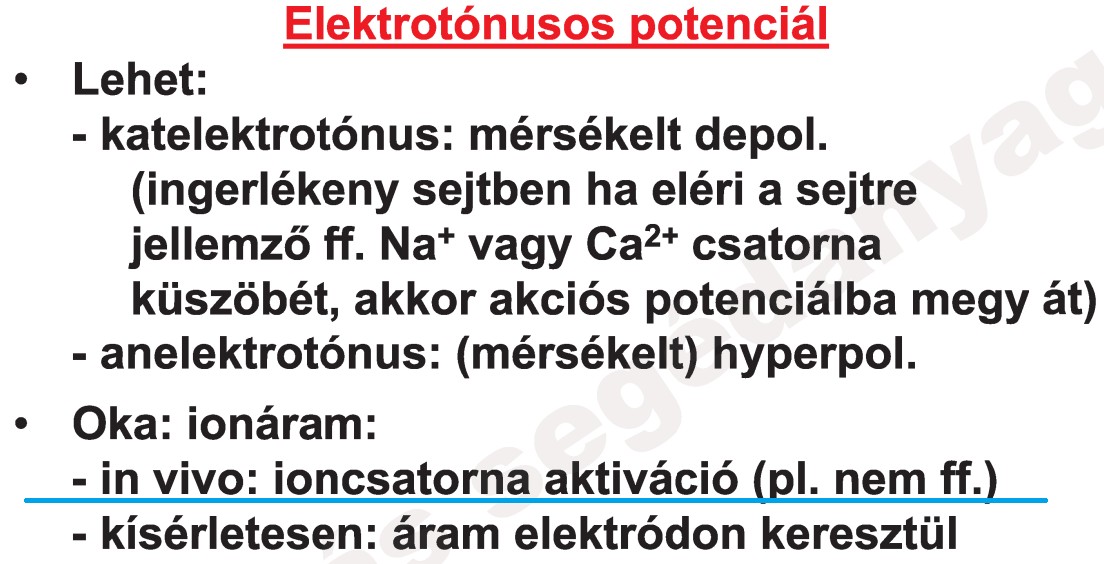 Elektrotónusos potenciál
• Lehet:
- katelektrotónus: mérsékelt depol.
(ingerlékeny sejtben ha eléri a sejtre
jellemző ff. Na⁺ vagy Ca²⁺ csatorna
küszöbét, akkor akciós potenciálba megy át)
- anelektrotónus: (mérsékelt) hyperpol.
• Oka: ionáram:
- in vivo: ioncsatorna aktiváció (pl. nem ff.)
- kísérletesen: áram elektródon keresztül
segédanyag